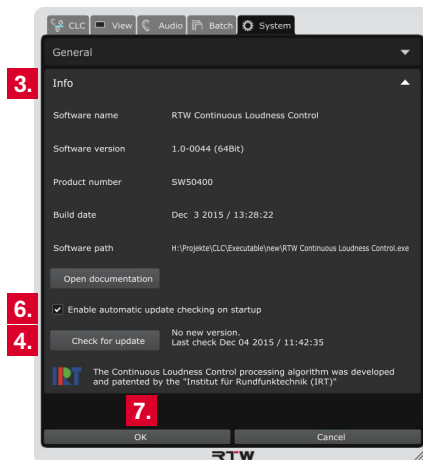 CLC View Audio Batch System
General
3. Info
Software name RTW Continuous Loudness Control
Software version 1.0-0044 (64Bit)
Product number SW50400
Build date Dec 3 2015 / 13:28:22
Software path H:\Projekte\CLC\Executable\new\RTW Continuous Loudness Control.exe
Open documentation
6. Enable automatic update checking on startup
4. Check for update No new version.
Last check Dec 04 2015 / 11:42:35
IRT The Continuous Loudness Control processing algorithm was developed
and patented by the "Institut für Rundfunktechnik (IRT)"
7.
OK Cancel
RTW